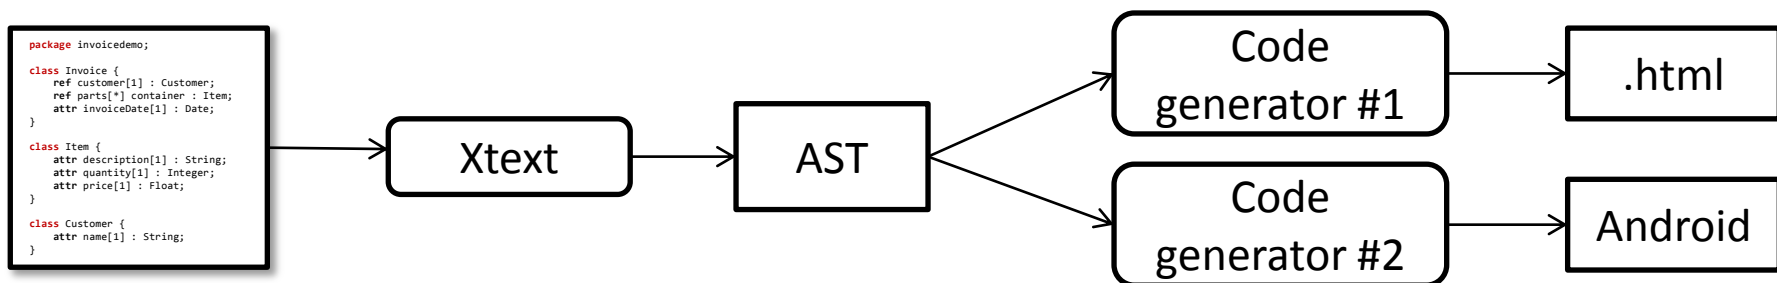 package invoicedemo;
class Invoice {
ref customer[1] : Customer;
ref parts[*] container : Item;
attr invoiceDate[1] : Date;
}
class Item {
attr description[1] : String;
attr quantity[1] : Integer;
attr price[1] : Float;
}
class Customer {
attr name[1] : String;
}
Xtext
AST
Code
generator #1
.html
Code
generator #2
Android